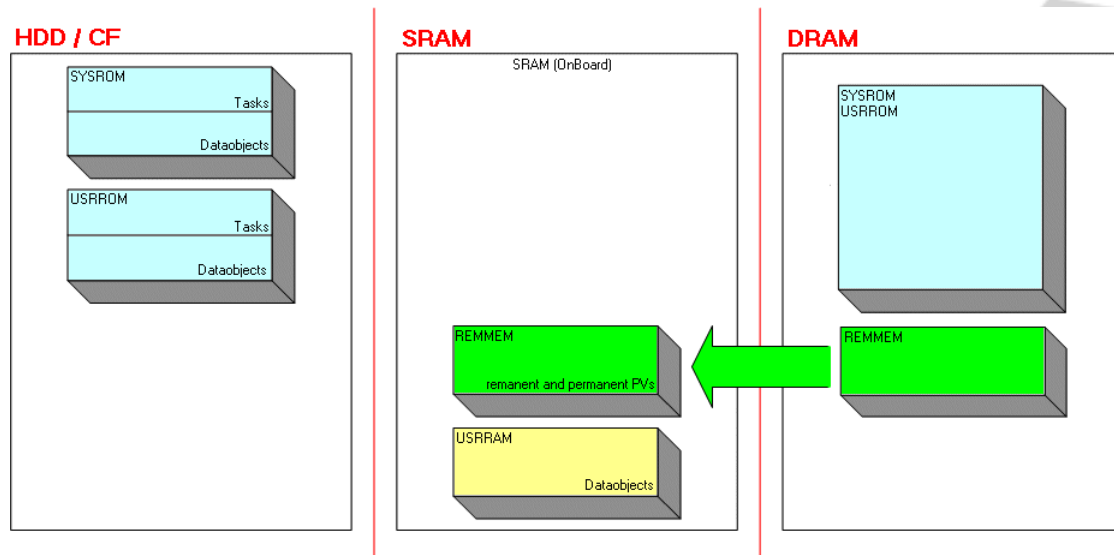 HDD / CF
SYSROM
Tasks
Dataobjects
USRROM
Tasks
Dataobjects
SRAM
SRAM (OnBoard)
REMMEM
remanent and permanent PVs
USRRAM
Dataobjects
DRAM
SYSROM
USRROM
REMMEM